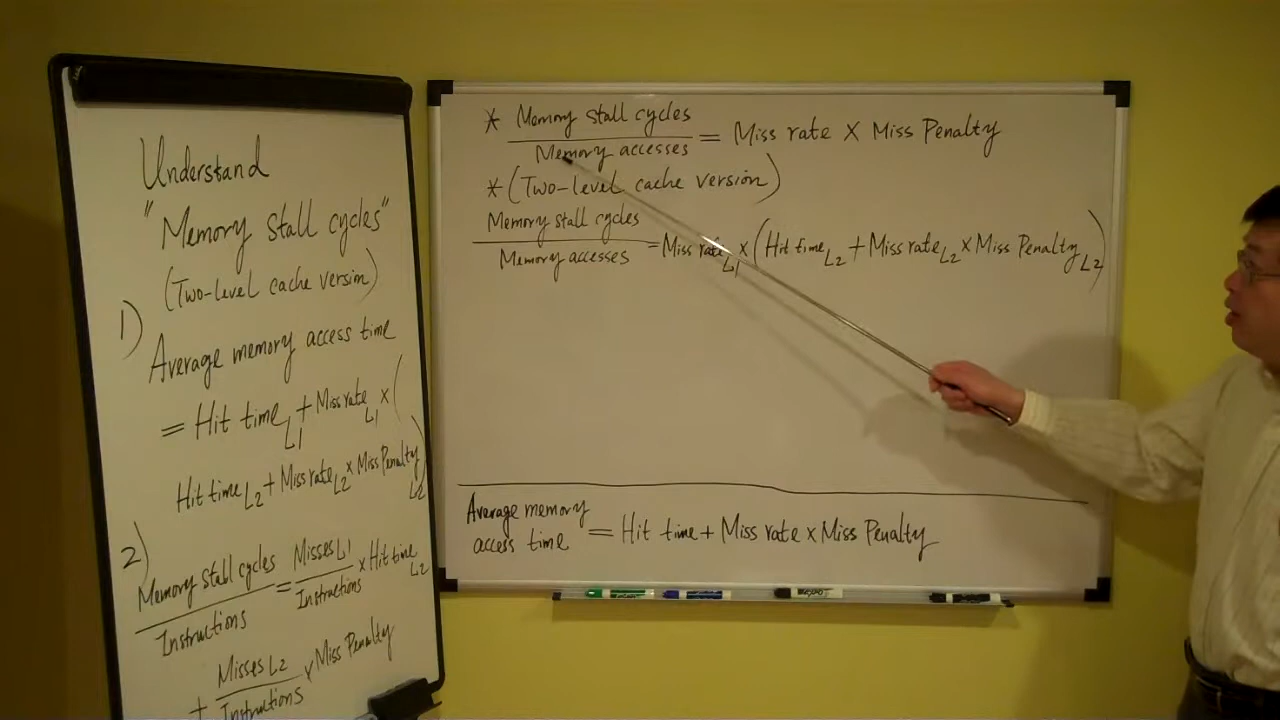 Understand
"Memory stall cycles"
(Two-level cache version)
1)
Average memory access time
= Hit time L1 + Miss rate L1 × (
Hit time L2 + Miss rate L2 × Miss Penalty L2 )
2)
Memory stall cycles / Instructions = Misses L1 / Instructions × Hit time L2
+ Misses L2 / Instructions × Miss Penalty
* Memory stall cycles / Memory accesses = Miss rate × Miss Penalty
* (Two-level cache version)
Memory stall cycles / Memory accesses = Miss rate L1 × (Hit time L2 + Miss rate L2 × Miss Penalty L2)
Average memory
access time = Hit time + Miss rate × Miss Penalty